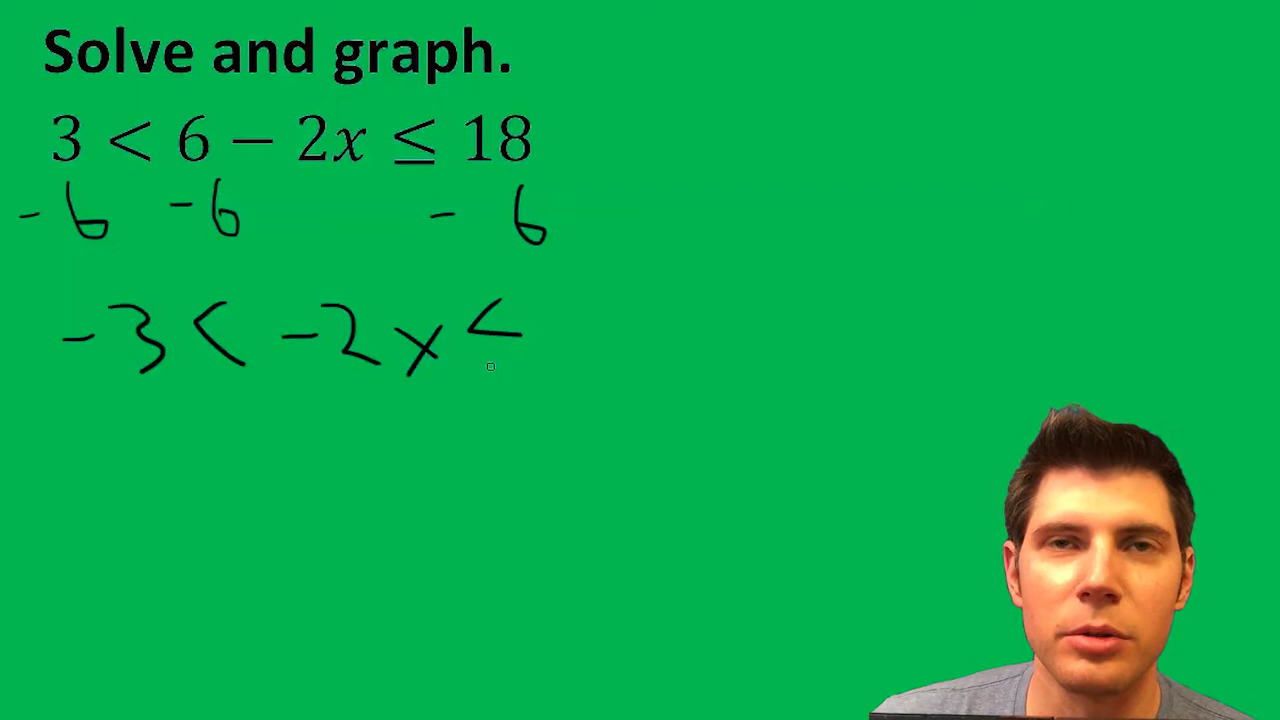 Solve and graph.
3 < 6 − 2x ≤ 18
-6 -6 - 6
-3 < -2x <